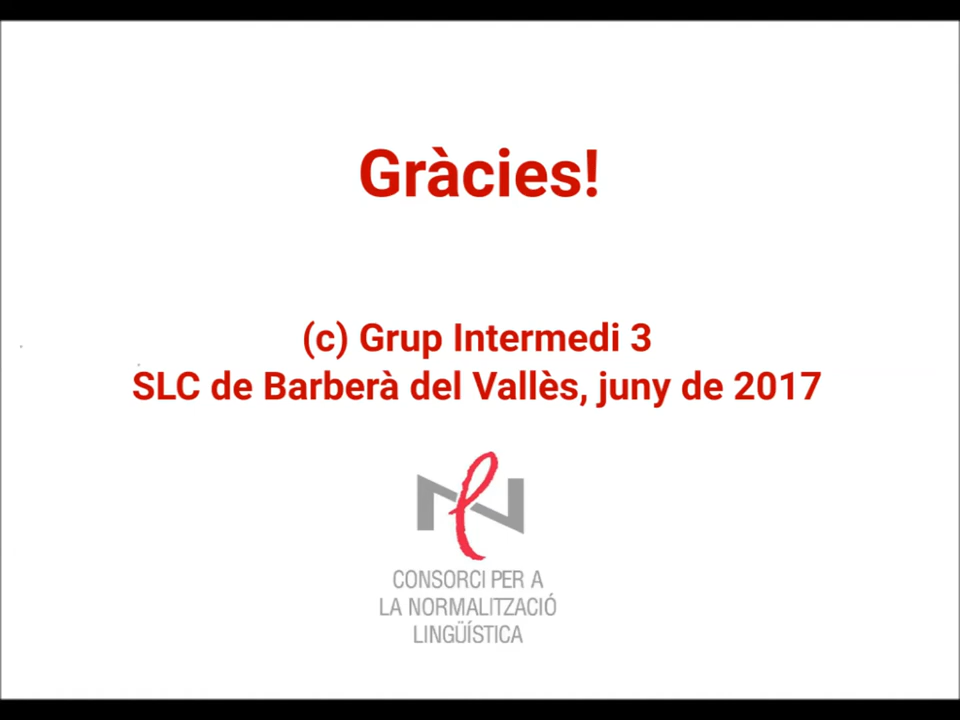 Gràcies!
(c) Grup Intermedi 3
SLC de Barberà del Vallès, juny de 2017
CONSORCI PER A
LA NORMALITZACIÓ
LINGÜÍSTICA